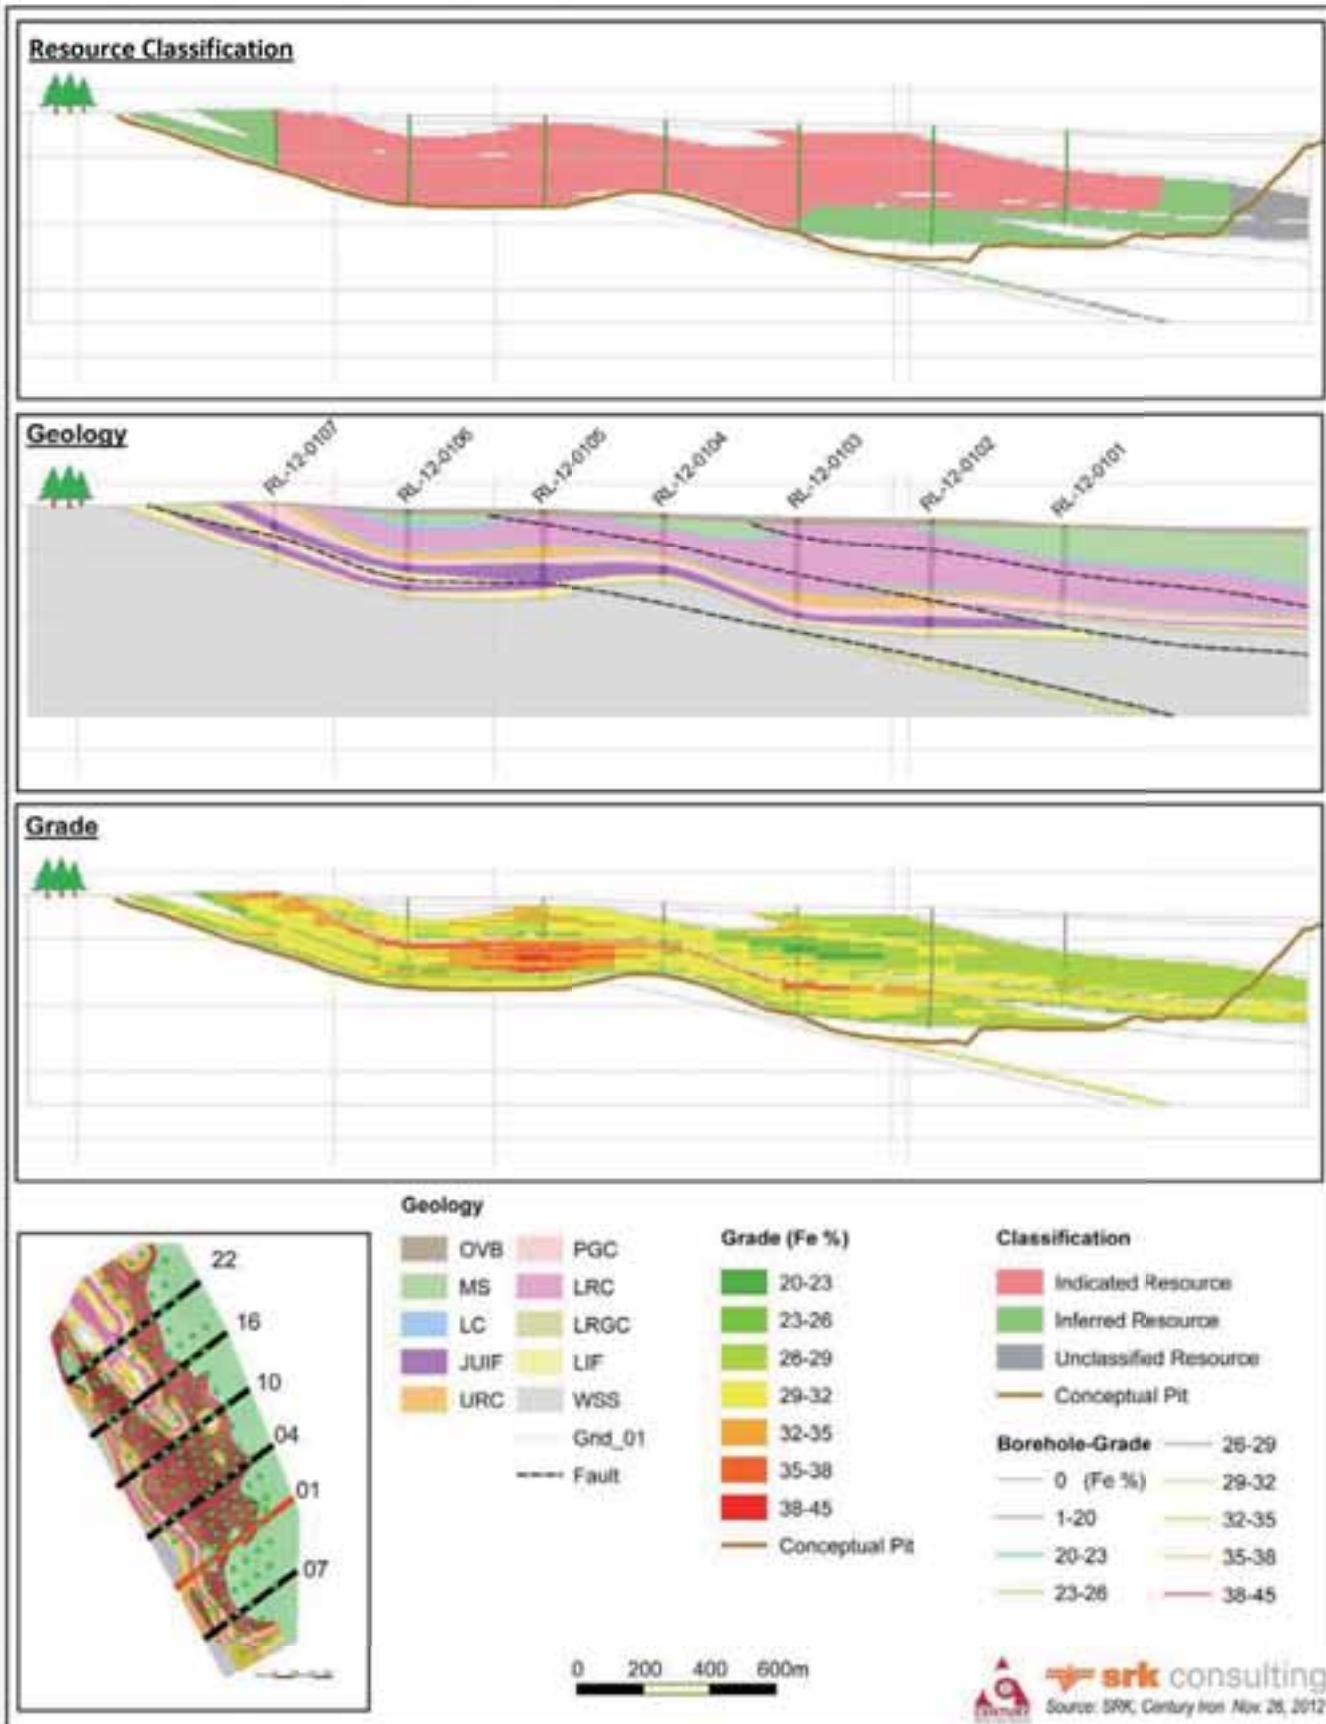 Resource Classification
Geology
RL-12-0107
RL-12-0106
RL-12-0105
RL-12-0104
RL-12-0103
RL-12-0102
RL-12-0101
Grade
22
16
10
04
01
07
Geology
OVB PGC
MS LRC
LC LRGC
JUIF LIF
URC WSS
Grid_01
Fault
Grade (Fe %)
20-23
23-26
26-29
29-32
32-35
35-38
38-45
Conceptual Pit
Classification
Indicated Resource
Inferred Resource
Unclassified Resource
Conceptual Pit
Borehole-Grade 26-29
0 (Fe %) 29-32
1-20 32-35
20-23 35-38
23-26 38-45
0 200 400 600m
CENTURY
srk consulting
Source: SRK, Century Iron Nov. 26, 2012